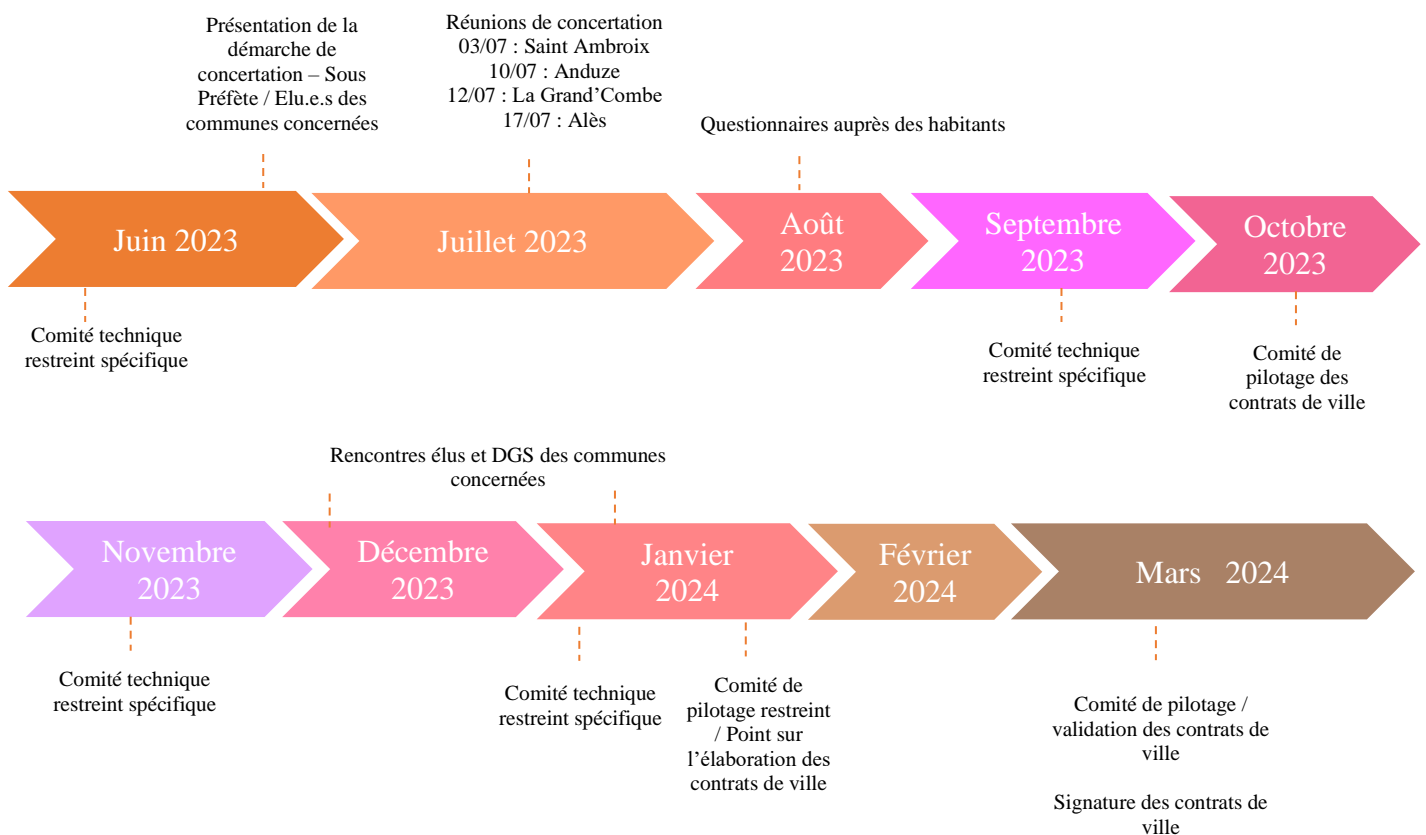 Présentation de la
démarche de
concertation – Sous
Préfète / Elu.e.s des
communes concernées
Réunions de concertation
03/07 : Saint Ambroix
10/07 : Anduze
12/07 : La Grand’Combe
17/07 : Alès
Questionnaires auprès des habitants
Juin 2023
Juillet 2023
Août
2023
Septembre
2023
Octobre
2023
Comité technique
restreint spécifique
Comité technique
restreint spécifique
Comité de
pilotage des
contrats de ville
Rencontres élus et DGS des communes
concernées
Novembre
2023
Décembre
2023
Janvier
2024
Février
2024
Mars 2024
Comité technique
restreint spécifique
Comité technique
restreint spécifique
Comité de
pilotage restreint
/ Point sur
l’élaboration des
contrats de ville
Comité de pilotage /
validation des contrats de
ville
Signature des contrats de
ville